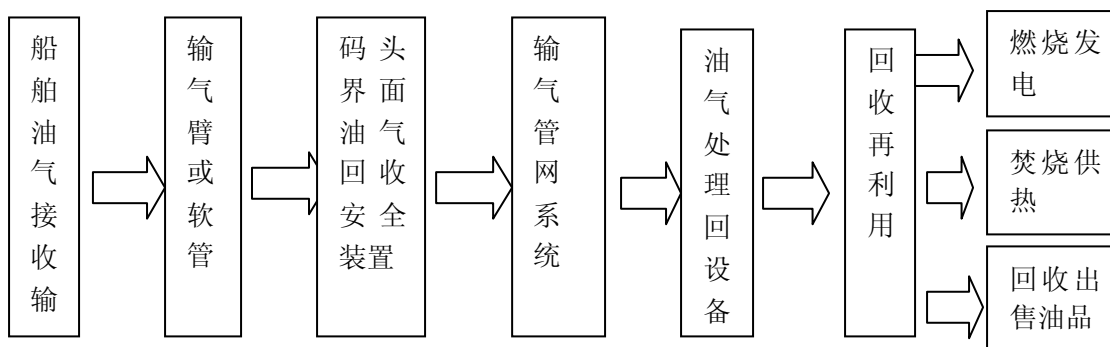 船舶油气接收输
输气臂或软管
码头
界面
油气
回收
安全
装置
输气管网系统
油气处理回设备
回收再利用
燃烧发
电
焚烧供
热
回收出
售油品